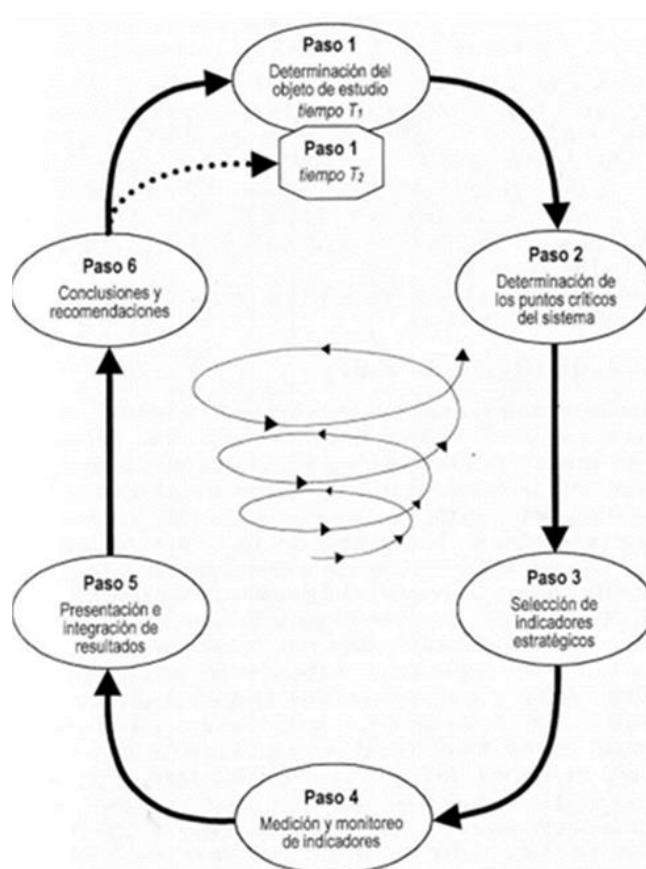 Paso 1
Determinación del
objeto de estudio
tiempo T₁
Paso 1
tiempo T₂
Paso 2
Determinación de
los puntos críticos
del sistema
Paso 3
Selección de
indicadores
estratégicos
Paso 4
Medición y monitoreo
de indicadores
Paso 5
Presentación e
integración de
resultados
Paso 6
Conclusiones y
recomendaciones